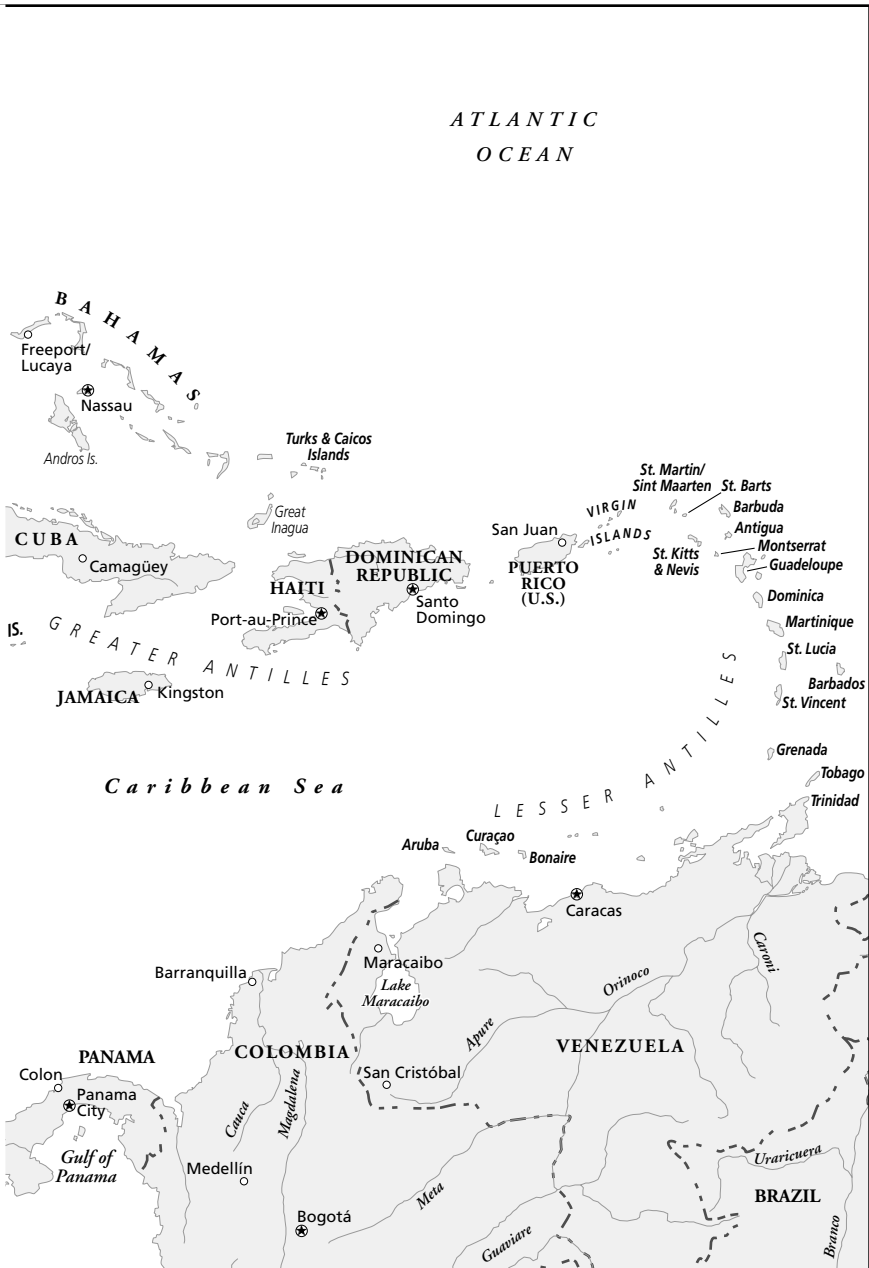 ATLANTIC
OCEAN
BAHAMAS
Freeport/
Lucaya
Nassau
Andros Is.
Turks & Caicos
Islands
Great
Inagua
St. Martin/
Sint Maarten
St. Barts
VIRGIN
ISLANDS
Barbuda
Antigua
Montserrat
Guadeloupe
St. Kitts
& Nevis
San Juan
PUERTO
RICO
(U.S.)
CUBA
Camagüey
DOMINICAN
REPUBLIC
HAITI
Port-au-Prince
Santo
Domingo
Dominica
Martinique
St. Lucia
Barbados
St. Vincent
IS.
GREATER ANTILLES
JAMAICA
Kingston
Grenada
Tobago
Trinidad
Caribbean Sea
LESSER ANTILLES
Aruba
Curaçao
Bonaire
Caracas
Barranquilla
Maracaibo
Lake
Maracaibo
Orinoco
Caroni
Apure
PANAMA
COLOMBIA
VENEZUELA
Colon
Panama
City
San Cristóbal
Cauca
Magdalena
Gulf of
Panama
Medellín
Meta
Uraricuera
BRAZIL
Bogotá
Guaviare
Branco